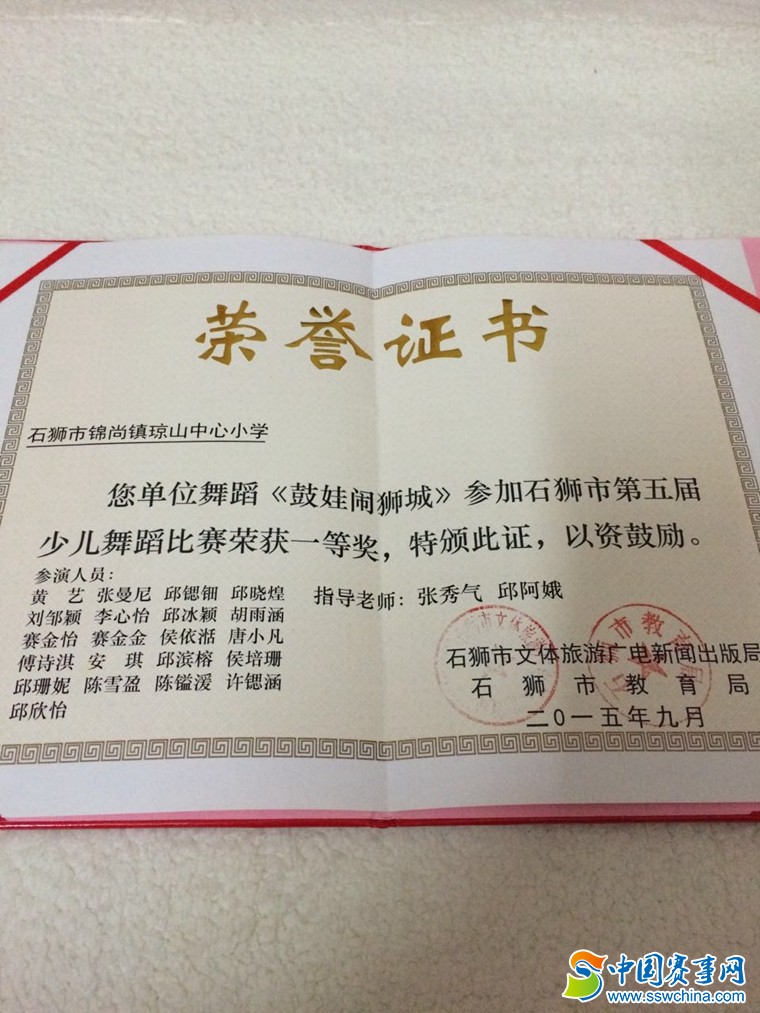 荣誉证书
石狮市锦尚镇琼山中心小学
您单位舞蹈《鼓娃闹狮城》参加石狮市第五届
少儿舞蹈比赛荣获一等奖，特颁此证，以资鼓励。
参演人员：
黄 艺 张曼尼 邱锶钿 邱晓煌
刘邹颖 李心怡 邱冰颖 胡雨涵
赛金怡 赛金金 侯依湉 唐小凡
傅诗淇 安 琪 邱滨榕 侯培珊
邱珊妮 陈雪盈 陈镒湲 许锶涵
邱欣怡
指导老师：张秀气 邱阿娥
石狮市文体旅游广电新闻出版局
石狮市教育局
二〇一五年九月
中国赛事网
www.sswchina.com